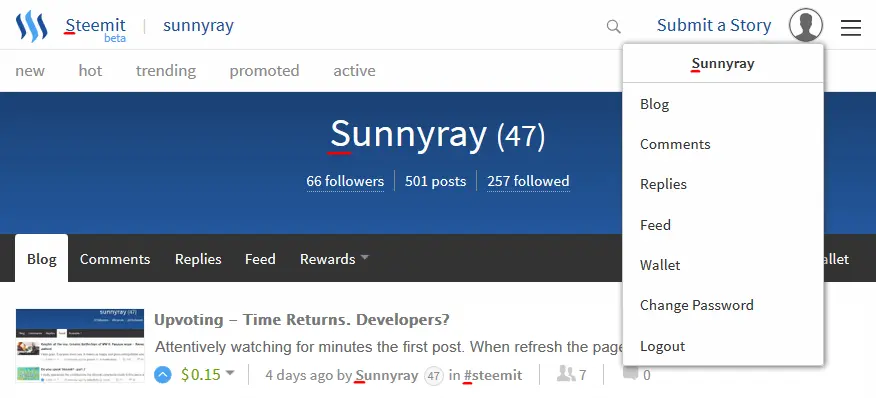 Steemit beta | sunnyray Submit a Story
new hot trending promoted active
Sunnyray
Sunnyray (47)
66 followers 501 posts 257 followed
Blog
Comments
Replies
Feed
Wallet
Change Password
Logout
Blog Comments Replies Feed Rewards allet
sunnyray (47)
Upvoting – Time Returns. Developers?
Attentively watching for minutes the first post. When refresh the page
$0.15 4 days ago by Sunnyray 47 in #steemit 7 0